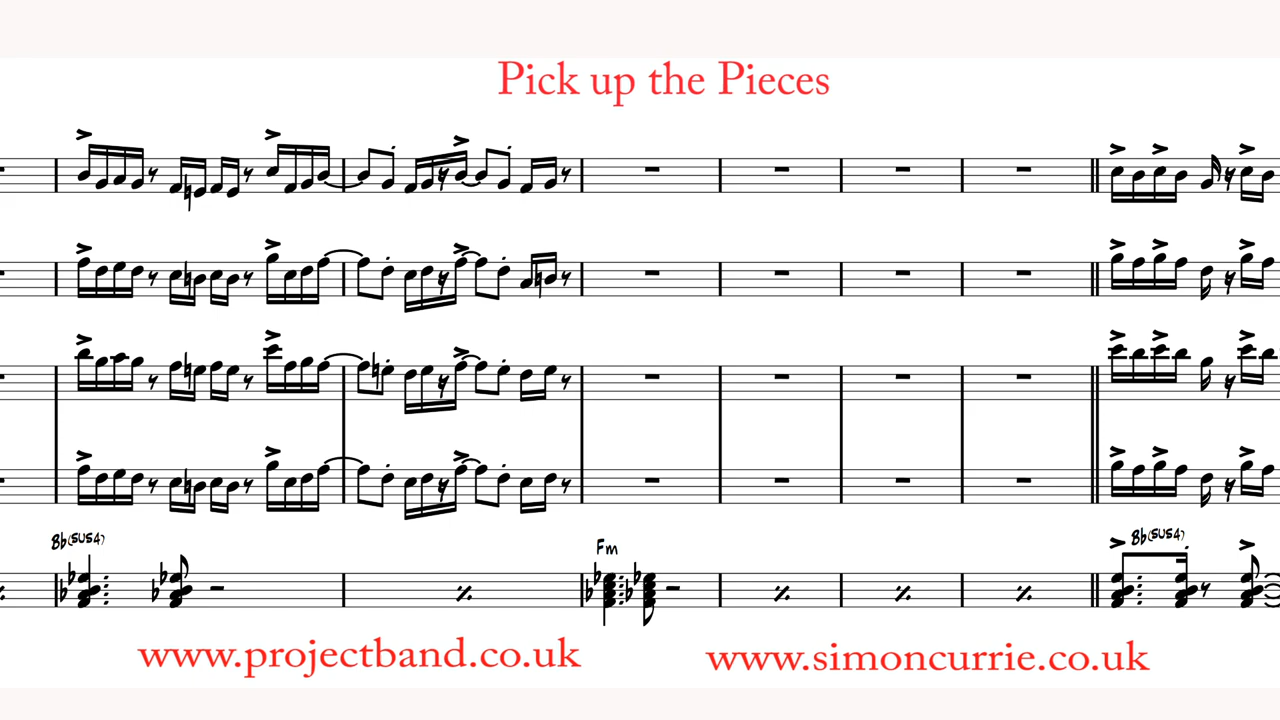 Pick up the Pieces
Bb(SUS4)
Fm
Bb(SUS4)
www.projectband.co.uk
www.simoncurrie.co.uk